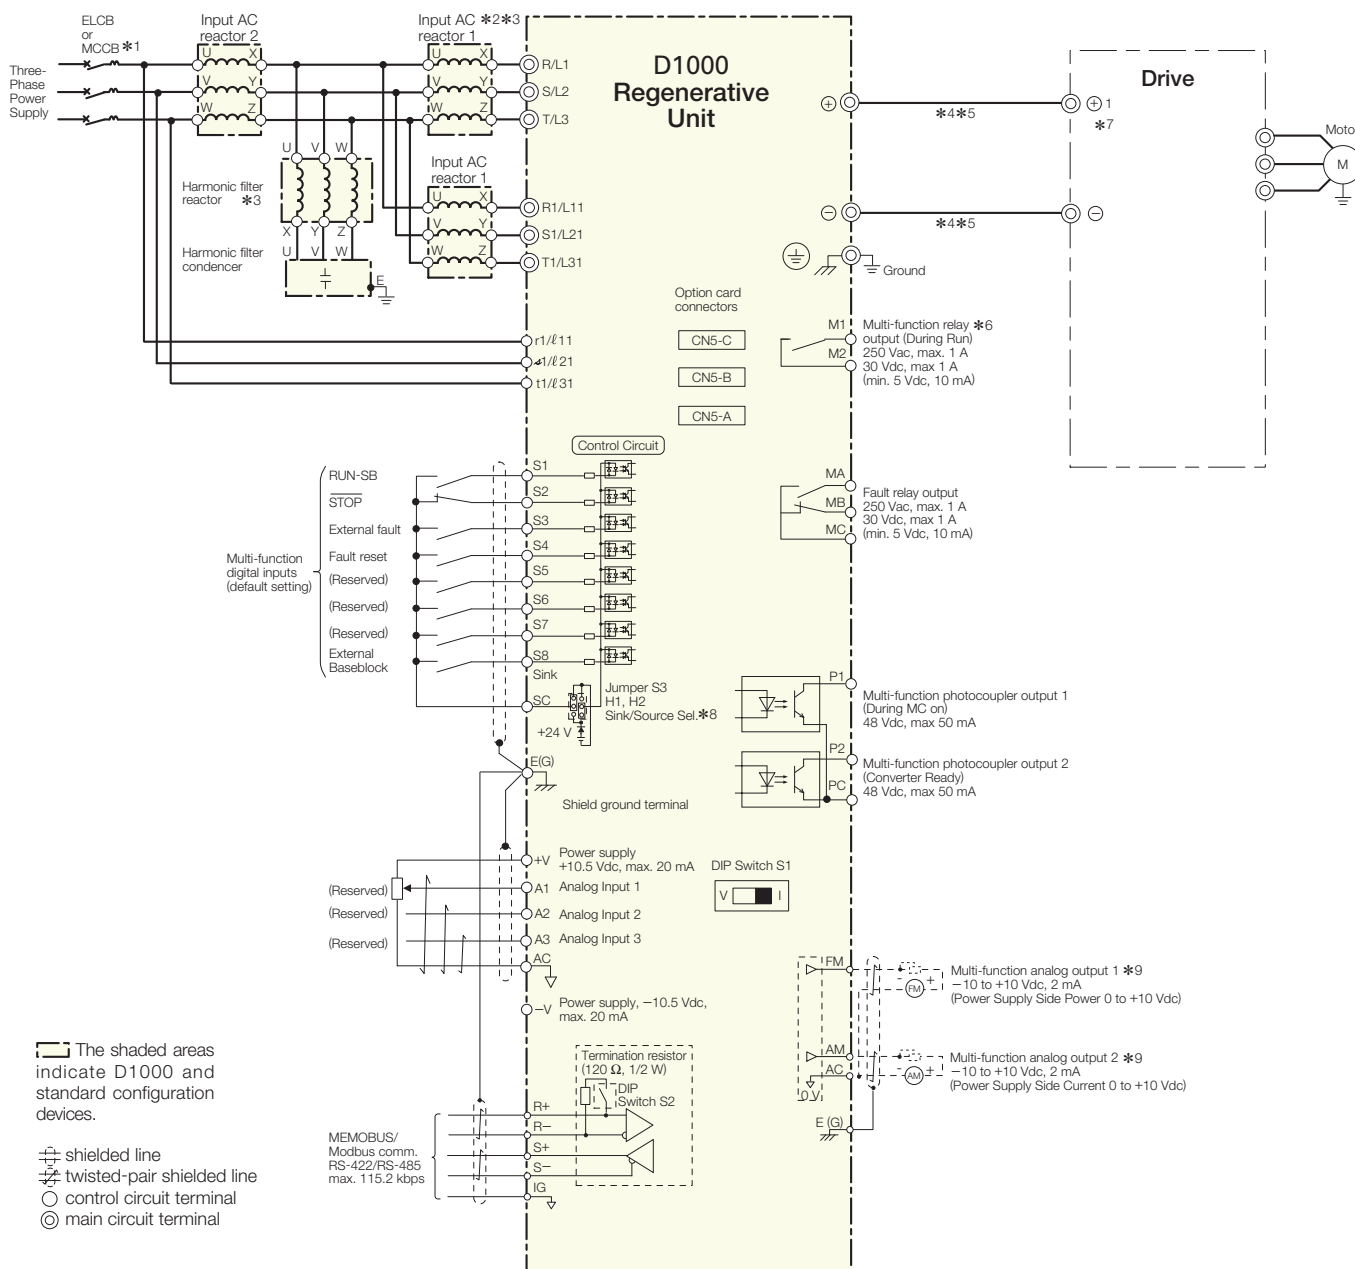 ELCB
or
MCCB *1
Input AC
reactor 2
Input AC *2*3
reactor 1
Three-
Phase
Power
Supply
U X
V Y
W Z
U X
V Y
W Z
R/L1
S/L2
T/L3
D1000
Regenerative
Unit
Drive
⊕
*4*5
⊕ 1
*7
Motor
M
U V W
Harmonic filter
reactor *3
X Y Z
U V W
Harmonic filter
condencer
E
Input AC
reactor 1
U X
V Y
W Z
R1/L11
S1/L21
T1/L31
⊖
*4*5
⊖
Ground
Option card
connectors
CN5-C
CN5-B
CN5-A
r1/ℓ11
1/ℓ21
t1/ℓ31
M1
M2
Multi-function relay *6
output (During Run)
250 Vac, max. 1 A
30 Vdc, max 1 A
(min. 5 Vdc, 10 mA)
Control Circuit
Multi-function
digital inputs
(default setting)
RUN-SB
STOP
External fault
Fault reset
(Reserved)
(Reserved)
(Reserved)
External
Baseblock
S1
S2
S3
S4
S5
S6
S7
S8
Sink
SC
+24 V
Jumper S3
H1, H2
Sink/Source Sel.*8
MA
MB
MC
Fault relay output
250 Vac, max. 1 A
30 Vdc, max 1 A
(min. 5 Vdc, 10 mA)
P1
Multi-function photocoupler output 1
(During MC on)
48 Vdc, max 50 mA
P2
PC
Multi-function photocoupler output 2
(Converter Ready)
48 Vdc, max 50 mA
E(G)
Shield ground terminal
+V Power supply
+10.5 Vdc, max. 20 mA
(Reserved) A1 Analog Input 1
(Reserved) A2 Analog Input 2
(Reserved) A3 Analog Input 3
AC
−V Power supply, −10.5 Vdc,
max. 20 mA
DIP Switch S1
V I
FM
FM
- +
Multi-function analog output 1 *9
−10 to +10 Vdc, 2 mA
(Power Supply Side Power 0 to +10 Vdc)
AM
AC
0 V
AM
- +
Multi-function analog output 2 *9
−10 to +10 Vdc, 2 mA
(Power Supply Side Current 0 to +10 Vdc)
E (G)
Termination resistor
(120 Ω, 1/2 W)
DIP
Switch S2
MEMOBUS/
Modbus comm.
RS-422/RS-485
max. 115.2 kbps
R+
R−
S+
S−
IG
The shaded areas
indicate D1000 and
standard configuration
devices.
shielded line
twisted-pair shielded line
control circuit terminal
main circuit terminal